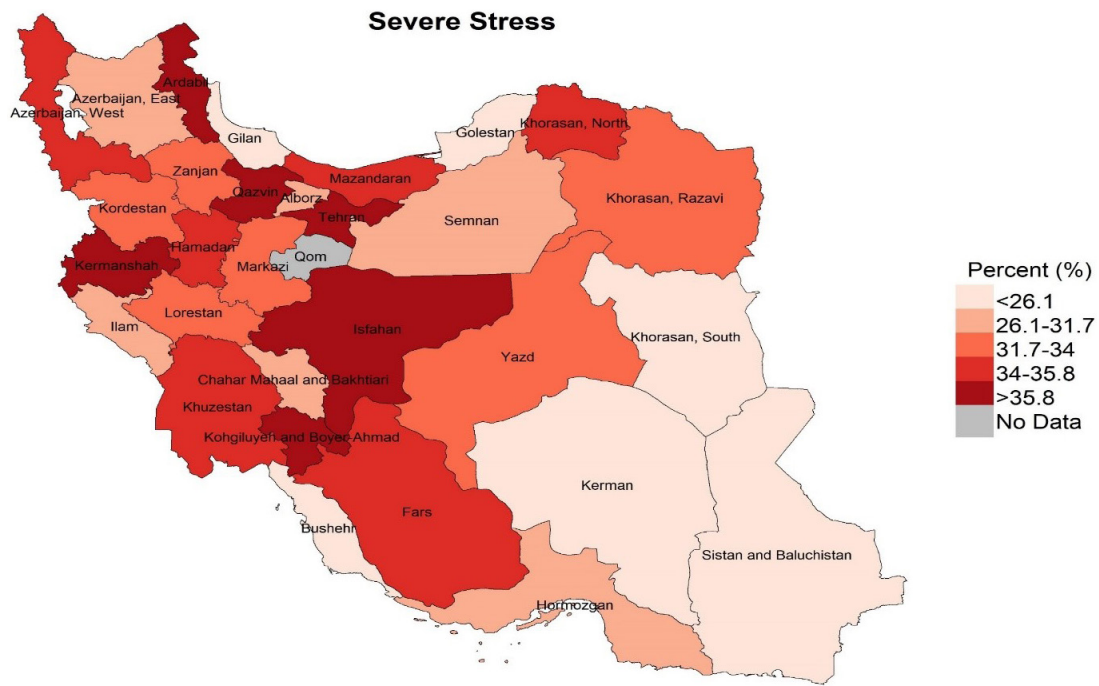 Severe Stress
Ardabil
Azerbaijan, East
Azerbaijan, West
Gilan
Golestan
Khorasan, North
Zanjan
Mazandaran
Qazvin
Alborz
Khorasan, Razavi
Kordestan
Tehran
Semnan
Hamadan
Qom
Kermanshah
Markazi
Lorestan
Ilam
Isfahan
Khorasan, South
Yazd
Chahar Mahaal and Bakhtiari
Khuzestan
Kohgiluyeh and Boyer-Ahmad
Kerman
Fars
Bushehr
Sistan and Baluchistan
Hormozgan
Percent (%)
<26.1
26.1-31.7
31.7-34
34-35.8
>35.8
No Data